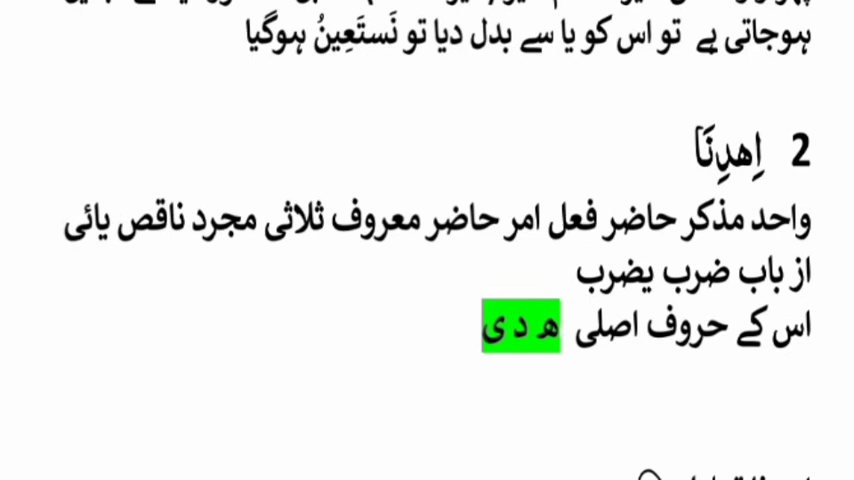 ہوجاتی ہے تو اس کو یا سے بدل دیا تو نَستَعِینُ ہوگیا
2 اِھدِنَا
واحد مذکر حاضر فعل امر حاضر معروف ثلاثی مجرد ناقص یائی
از باب ضرب یضرب
اس کے حروف اصلی ھ د ی